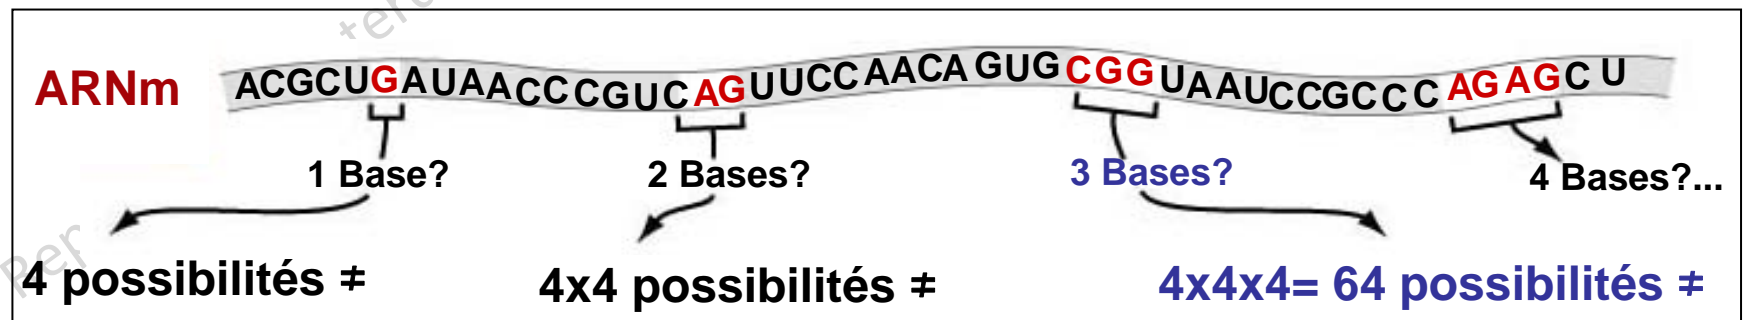 ARNm ACGCUGAUAACCCGUCAGUUCCAACAGUGCGGUAAUCCGCCCAGAGCU
1 Base? 2 Bases? 3 Bases? 4 Bases?...
4 possibilités ≠ 4x4 possibilités ≠ 4x4x4= 64 possibilités ≠